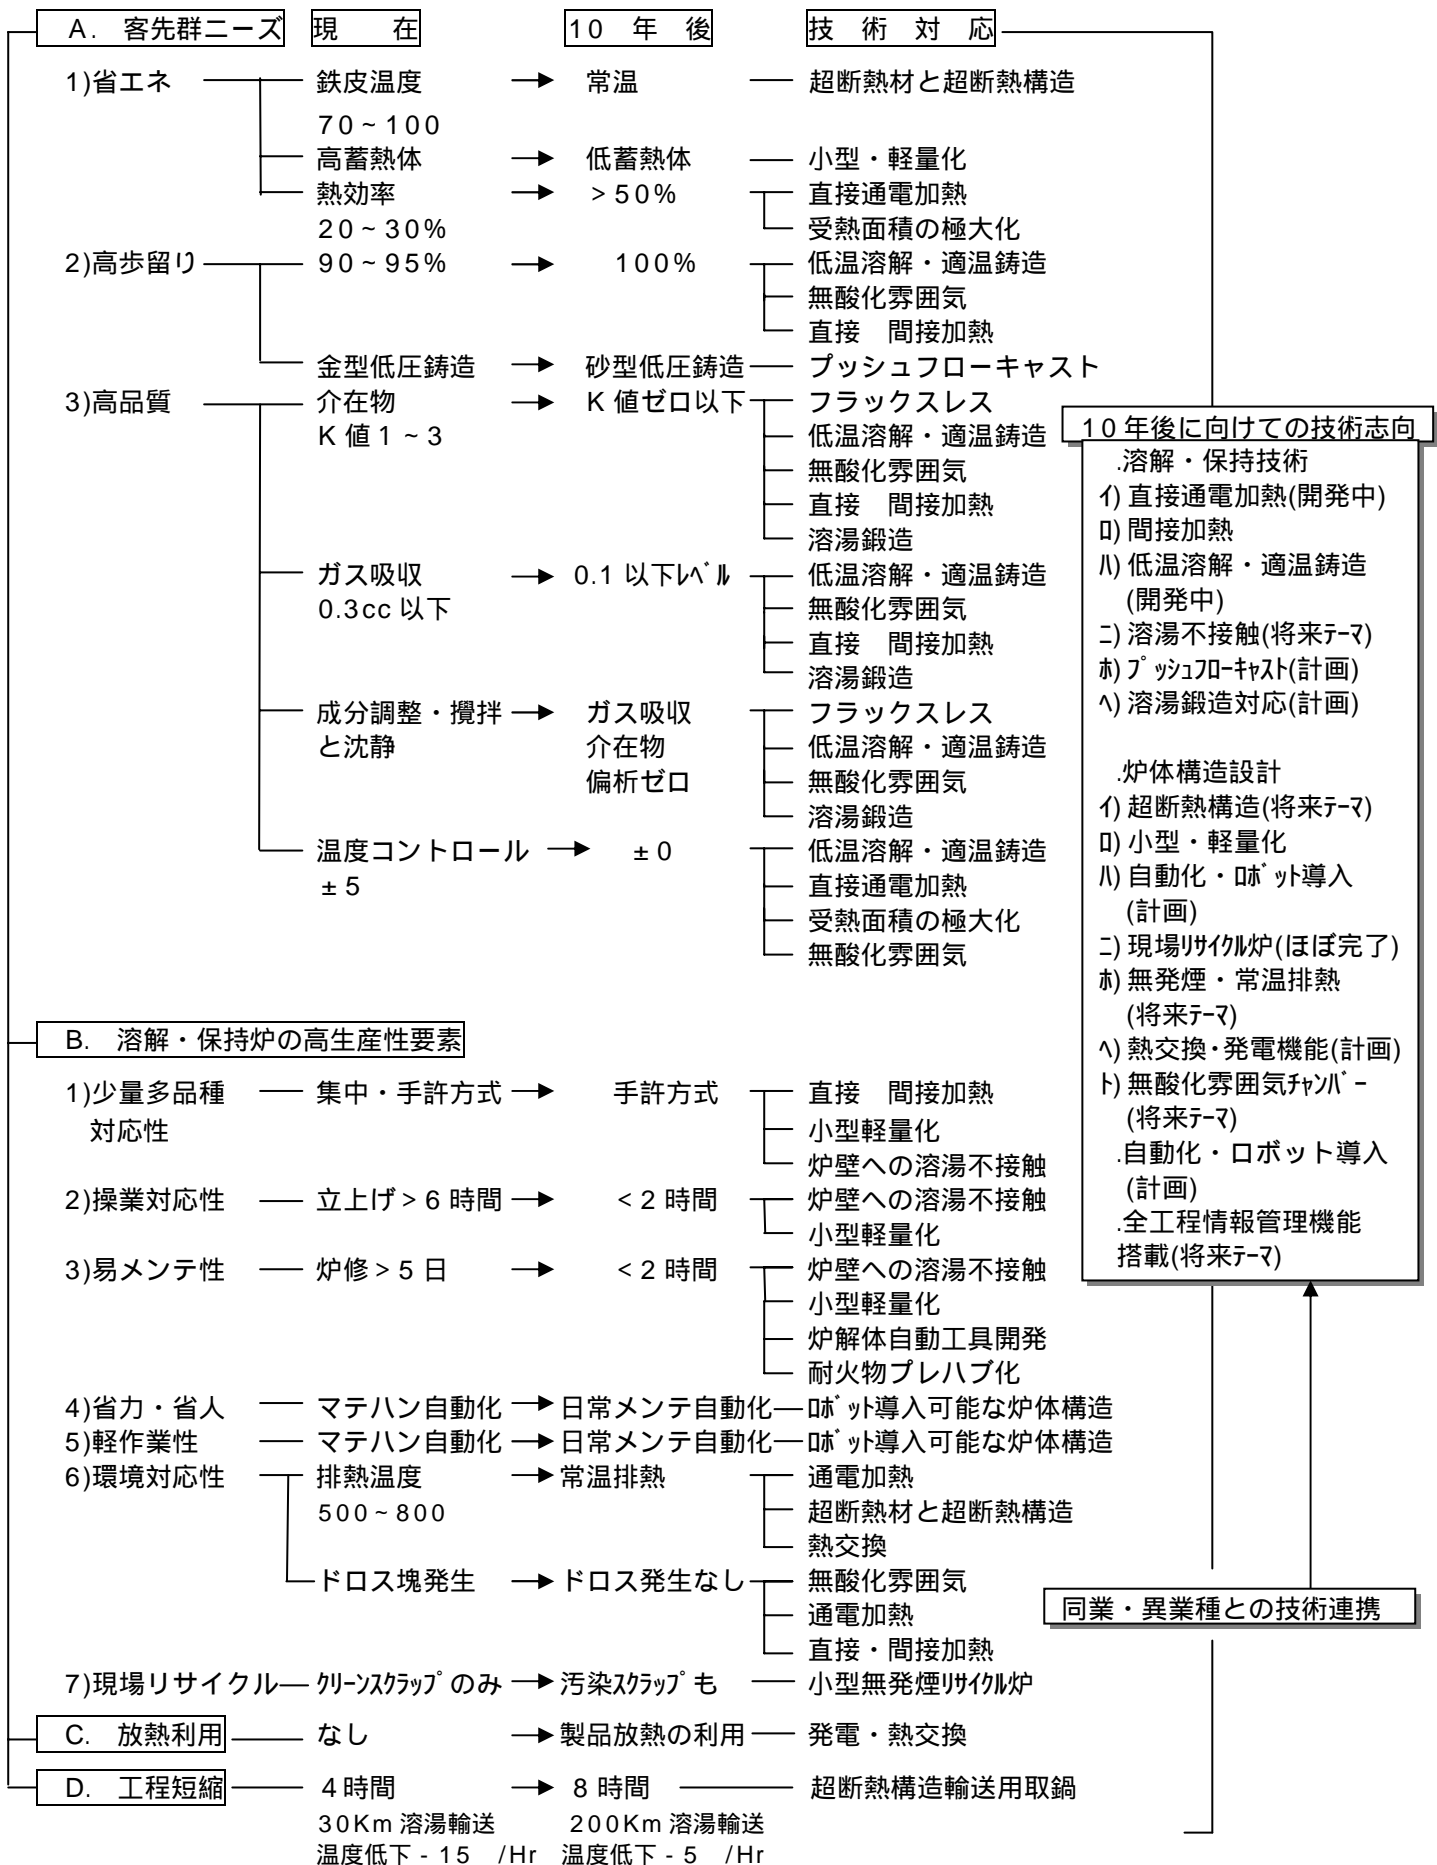 A. 客先群ニーズ 現 在 10 年 後 技 術 対 応
1)省エネ 鉄皮温度 常温 超断熱材と超断熱構造
70~100
高蓄熱体 低蓄熱体 小型・軽量化
熱効率 >50% 直接通電加熱
20~30% 受熱面積の極大化
2)高歩留り 90~95% 100% 低温溶解・適温鋳造
無酸化雰囲気
直接 間接加熱
金型低圧鋳造 砂型低圧鋳造 プッシュフローキャスト
3)高品質 介在物 K値ゼロ以下 フラックスレス
K値1~3 低温溶解・適温鋳造
無酸化雰囲気
直接 間接加熱
溶湯鍛造
ガス吸収 0.1以下ﾚﾍﾞﾙ 低温溶解・適温鋳造
0.3cc以下 無酸化雰囲気
直接 間接加熱
溶湯鍛造
成分調整・攪拌 ガス吸収 フラックスレス
と沈静 介在物 低温溶解・適温鋳造
偏析ゼロ 無酸化雰囲気
溶湯鍛造
温度コントロール ±0 低温溶解・適温鋳造
±5 直接通電加熱
受熱面積の極大化
無酸化雰囲気
B. 溶解・保持炉の高生産性要素
1)少量多品種 集中・手許方式 手許方式 直接 間接加熱
対応性 小型軽量化
炉壁への溶湯不接触
2)操業対応性 立上げ>6時間 <2時間 炉壁への溶湯不接触
小型軽量化
3)易メンテ性 炉修>5日 <2時間 炉壁への溶湯不接触
小型軽量化
炉解体自動工具開発
耐火物プレハブ化
4)省力・省人 マテハン自動化 日常メンテ自動化 ﾛﾎﾞｯﾄ導入可能な炉体構造
5)軽作業性 マテハン自動化 日常メンテ自動化 ﾛﾎﾞｯﾄ導入可能な炉体構造
6)環境対応性 排熱温度 常温排熱 通電加熱
500~800 超断熱材と超断熱構造
熱交換
ドロス塊発生 ドロス発生なし 無酸化雰囲気
通電加熱
直接・間接加熱
7)現場リサイクル ｸﾘｰﾝｽｸﾗｯﾌﾟのみ 汚染ｽｸﾗｯﾌﾟも 小型無発煙ﾘｻｲｸﾙ炉
C. 放熱利用 なし 製品放熱の利用 発電・熱交換
D. 工程短縮 4時間 8時間 超断熱構造輸送用取鍋
30Km溶湯輸送 200Km溶湯輸送
温度低下-15 /Hr 温度低下-5 /Hr
10年後に向けての技術志向
.溶解・保持技術
ｲ)直接通電加熱(開発中)
ﾛ)間接加熱
ﾊ)低温溶解・適温鋳造
(開発中)
ﾆ)溶湯不接触(将来ﾃｰﾏ)
ﾎ)ﾌﾟｯｼｭﾌﾛｰｷｬｽﾄ(計画)
ﾍ)溶湯鍛造対応(計画)
.炉体構造設計
ｲ)超断熱構造(将来ﾃｰﾏ)
ﾛ)小型・軽量化
ﾊ)自動化・ﾛﾎﾞｯﾄ導入
(計画)
ﾆ)現場ﾘｻｲｸﾙ炉(ほぼ完了)
ﾎ)無発煙・常温排熱
(将来ﾃｰﾏ)
ﾍ)熱交換･発電機能(計画)
ﾄ)無酸化雰囲気ﾁｬﾝﾊﾞｰ
(将来ﾃｰﾏ)
.自動化・ロボット導入
(計画)
.全工程情報管理機能
搭載(将来ﾃｰﾏ)
同業・異業種との技術連携